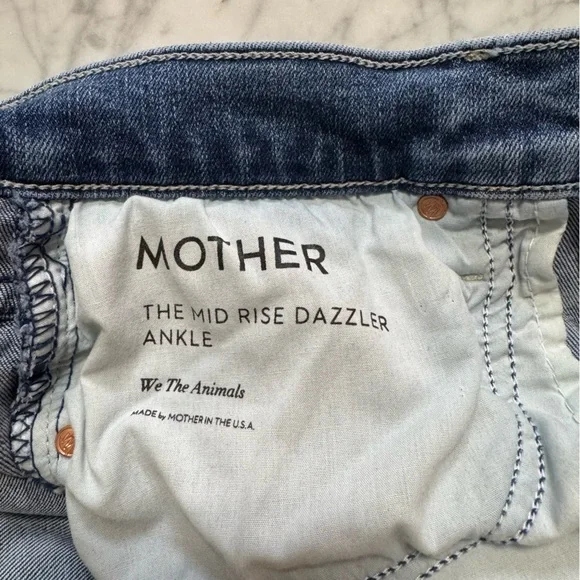 MOTHER
THE MID RISE DAZZLER
ANKLE
We The Animals
MADE by MOTHER IN THE U.S.A.